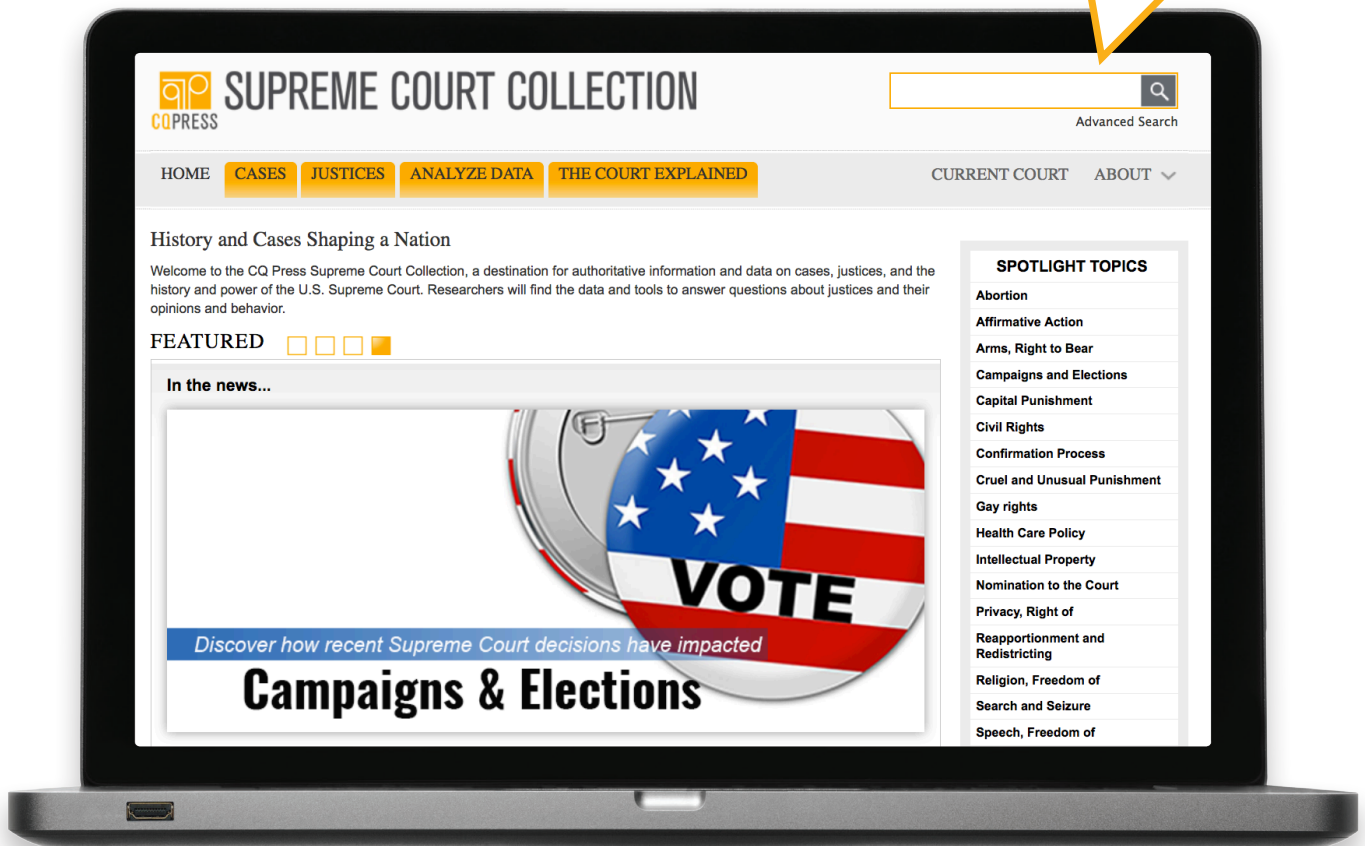 CQPRESS
SUPREME COURT COLLECTION
Advanced Search
HOME CASES JUSTICES ANALYZE DATA THE COURT EXPLAINED CURRENT COURT ABOUT
History and Cases Shaping a Nation
Welcome to the CQ Press Supreme Court Collection, a destination for authoritative information and data on cases, justices, and the
history and power of the U.S. Supreme Court. Researchers will find the data and tools to answer questions about justices and their
opinions and behavior.
FEATURED
In the news...
VOTE
Discover how recent Supreme Court decisions have impacted
Campaigns & Elections
SPOTLIGHT TOPICS
Abortion
Affirmative Action
Arms, Right to Bear
Campaigns and Elections
Capital Punishment
Civil Rights
Confirmation Process
Cruel and Unusual Punishment
Gay rights
Health Care Policy
Intellectual Property
Nomination to the Court
Privacy, Right of
Reapportionment and
Redistricting
Religion, Freedom of
Search and Seizure
Speech, Freedom of